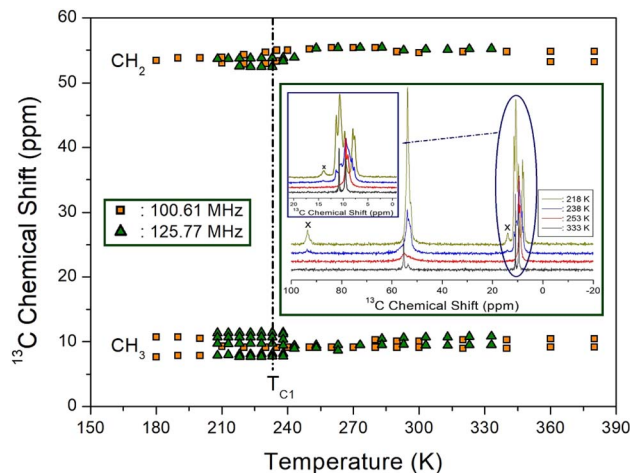 60
50
40
30
20
10
0
¹³C Chemical Shift (ppm)
CH₂
CH₃
: 100.61 MHz
: 125.77 MHz
T_C1
150 180 210 240 270 300 330 360 390
Temperature (K)
x
20 15 10 5 0
¹³C Chemical Shift (ppm)
x
x
: 218 K
: 238 K
: 253 K
: 333 K
100 80 60 40 20 0 -20
¹³C Chemical Shift (ppm)